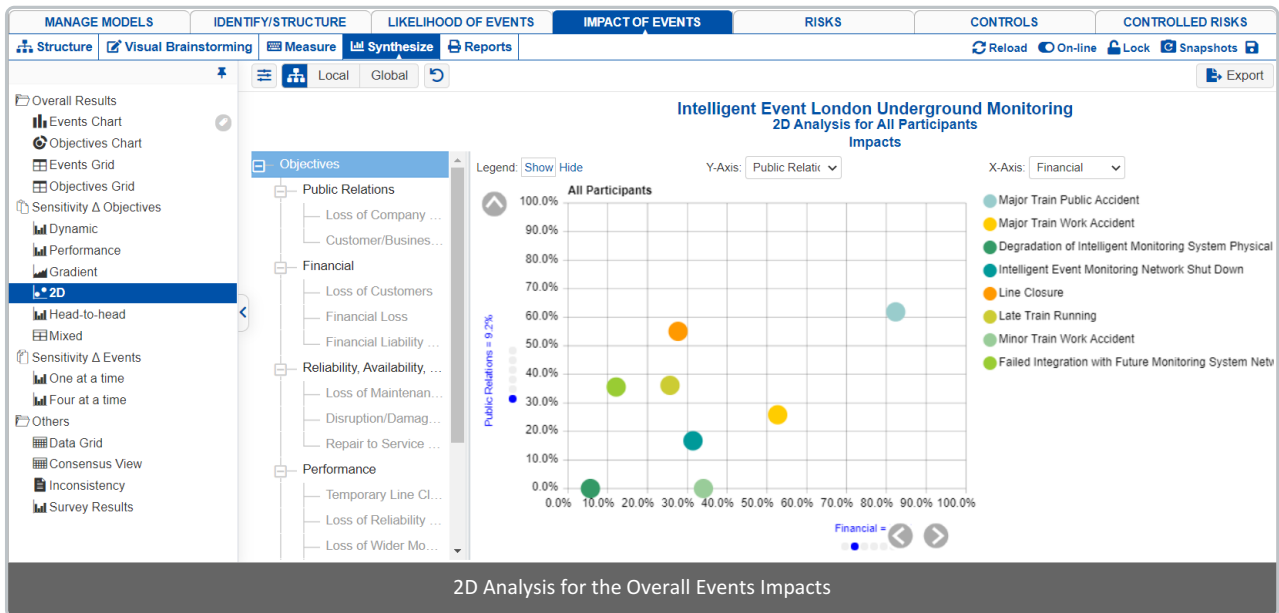 MANAGE MODELS IDENTIFY/STRUCTURE LIKELIHOOD OF EVENTS IMPACT OF EVENTS RISKS CONTROLS CONTROLLED RISKS
Structure Visual Brainstorming Measure Synthesize Reports Reload On-line Lock Snapshots
Local Global Export
Overall Results
Events Chart
Objectives Chart
Events Grid
Objectives Grid
Sensitivity Δ Objectives
Dynamic
Performance
Gradient
2D
Head-to-head
Mixed
Sensitivity Δ Events
One at a time
Four at a time
Others
Data Grid
Consensus View
Inconsistency
Survey Results
Intelligent Event London Underground Monitoring
2D Analysis for All Participants
Impacts
Objectives
Public Relations
Loss of Company ...
Customer/Busines...
Financial
Loss of Customers
Financial Loss
Financial Liability ...
Reliability, Availability, ...
Loss of Maintenan...
Disruption/Damag...
Repair to Service ...
Performance
Temporary Line Cl...
Loss of Reliability ...
Loss of Wider Mo...
Legend: Show Hide Y-Axis: Public Relatic X-Axis: Financial
All Participants
100.0%
90.0%
80.0%
70.0%
60.0%
50.0%
40.0%
30.0%
20.0%
10.0%
0.0%
0.0% 10.0% 20.0% 30.0% 40.0% 50.0% 60.0% 70.0% 80.0% 90.0% 100.0%
Public Relations = 9.2%
Financial =
Major Train Public Accident
Major Train Work Accident
Degradation of Intelligent Monitoring System Physical
Intelligent Event Monitoring Network Shut Down
Line Closure
Late Train Running
Minor Train Work Accident
Failed Integration with Future Monitoring System Netw
2D Analysis for the Overall Events Impacts